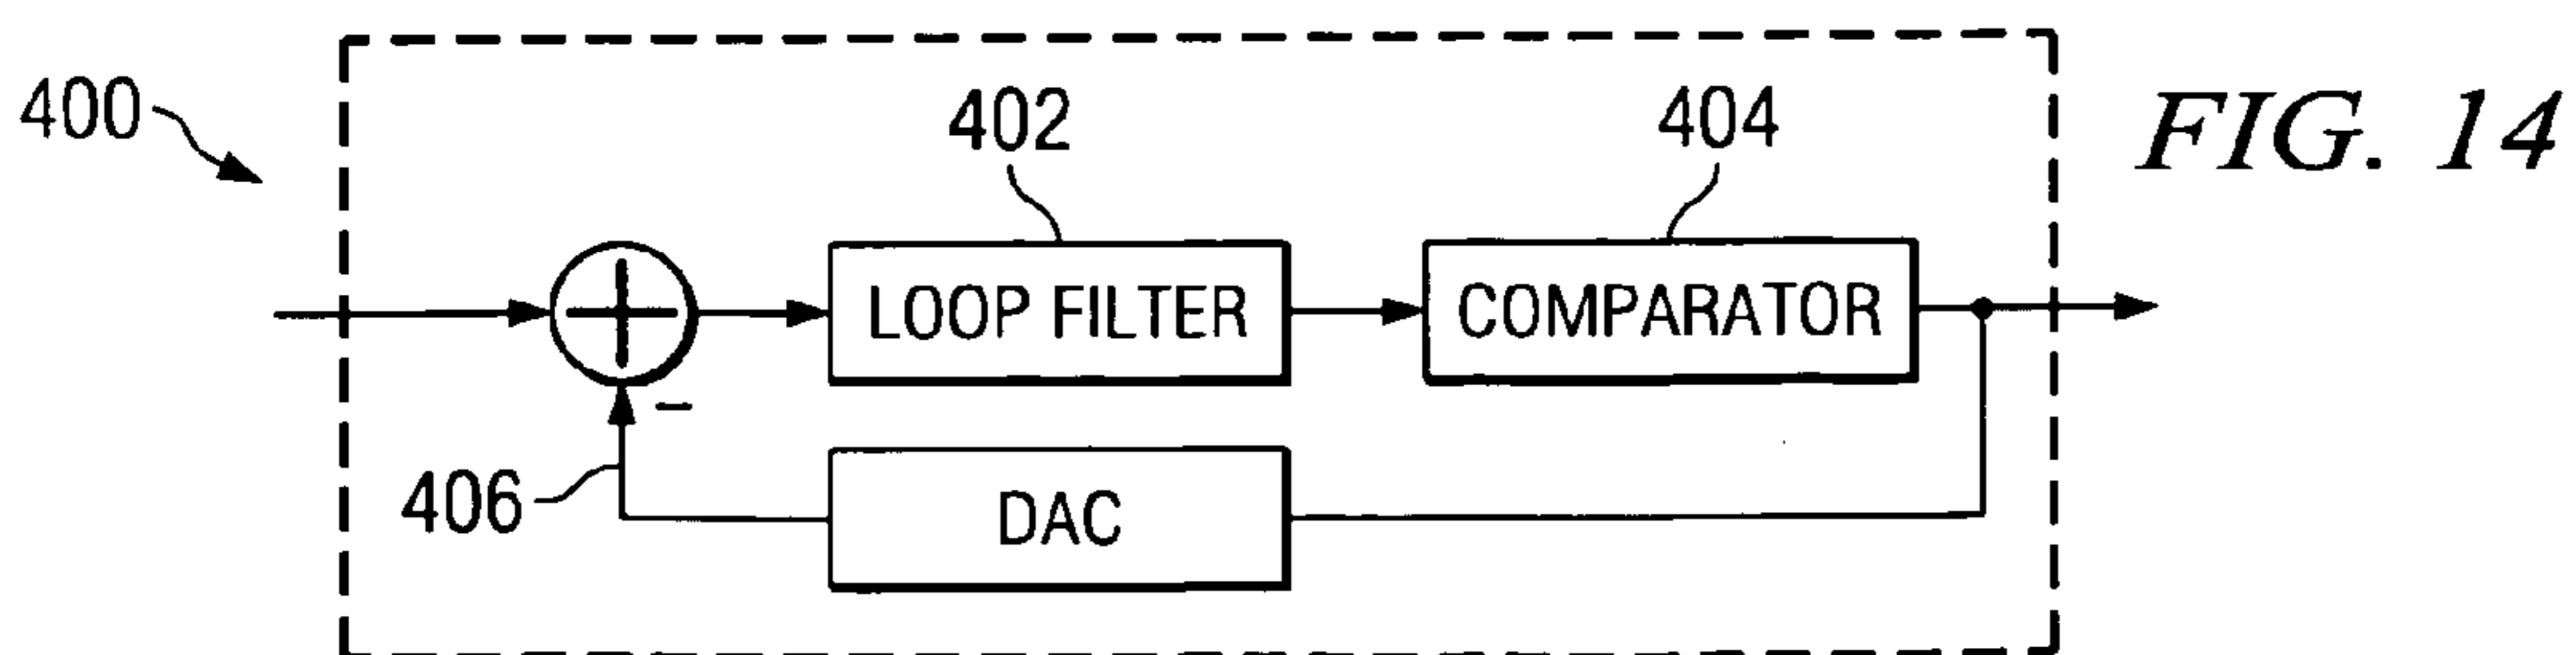 400
402
404
FIG. 14
LOOP FILTER
COMPARATOR
-
406
DAC